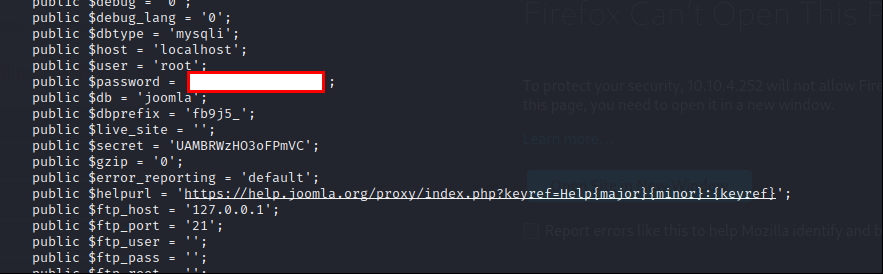 public $debug = '0';
public $debug_lang = '0';
public $dbtype = 'mysqli';
public $host = 'localhost';
public $user = 'root';
public $password = ' ;
public $db = 'joomla';
public $dbprefix = 'fb9j5_';
public $live_site = '';
public $secret = 'UAMBRWzHO3oFPmVC';
public $gzip = '0';
public $error_reporting = 'default';
public $helpurl = 'https://help.joomla.org/proxy/index.php?keyref=Help{major}{minor}:{keyref}';
public $ftp_host = '127.0.0.1';
public $ftp_port = '21';
public $ftp_user = '';
public $ftp_pass = '';
public $ftp_root = '';
Firefox Can't Open This P
To protect your security, 10.10.4.252 will not allow Fire
this page, you need to open it in a new window.
Learn more...
Report errors like this to help Mozilla identify and b